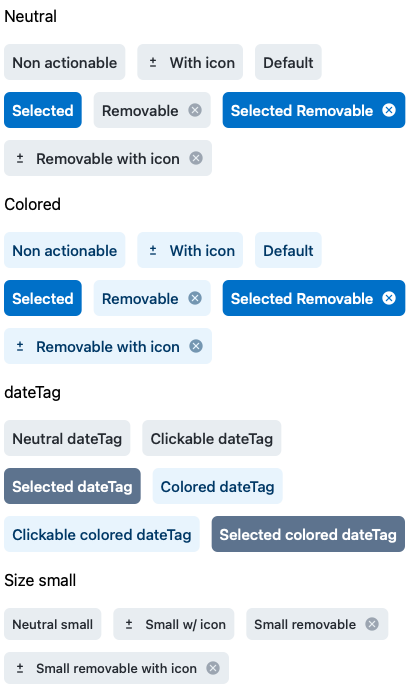 Neutral
Non actionable ± With icon Default
Selected Removable Selected Removable
± Removable with icon
Colored
Non actionable ± With icon Default
Selected Removable Selected Removable
± Removable with icon
dateTag
Neutral dateTag Clickable dateTag
Selected dateTag Colored dateTag
Clickable colored dateTag Selected colored dateTag
Size small
Neutral small ± Small w/ icon Small removable
± Small removable with icon